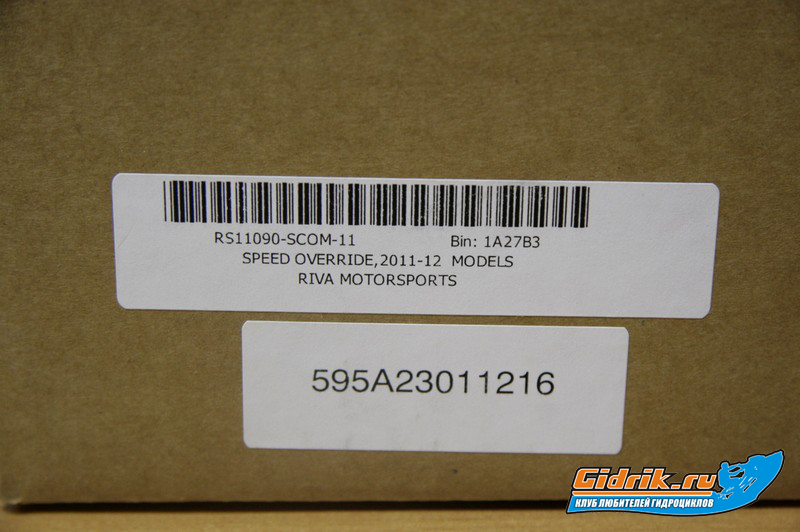 RS11090-SCOM-11 Bin: 1A27B3
SPEED OVERRIDE,2011-12 MODELS
RIVA MOTORSPORTS
595A23011216
Gidrik.ru
КЛУБ ЛЮБИТЕЛЕЙ ГИДРОЦИКЛОВ